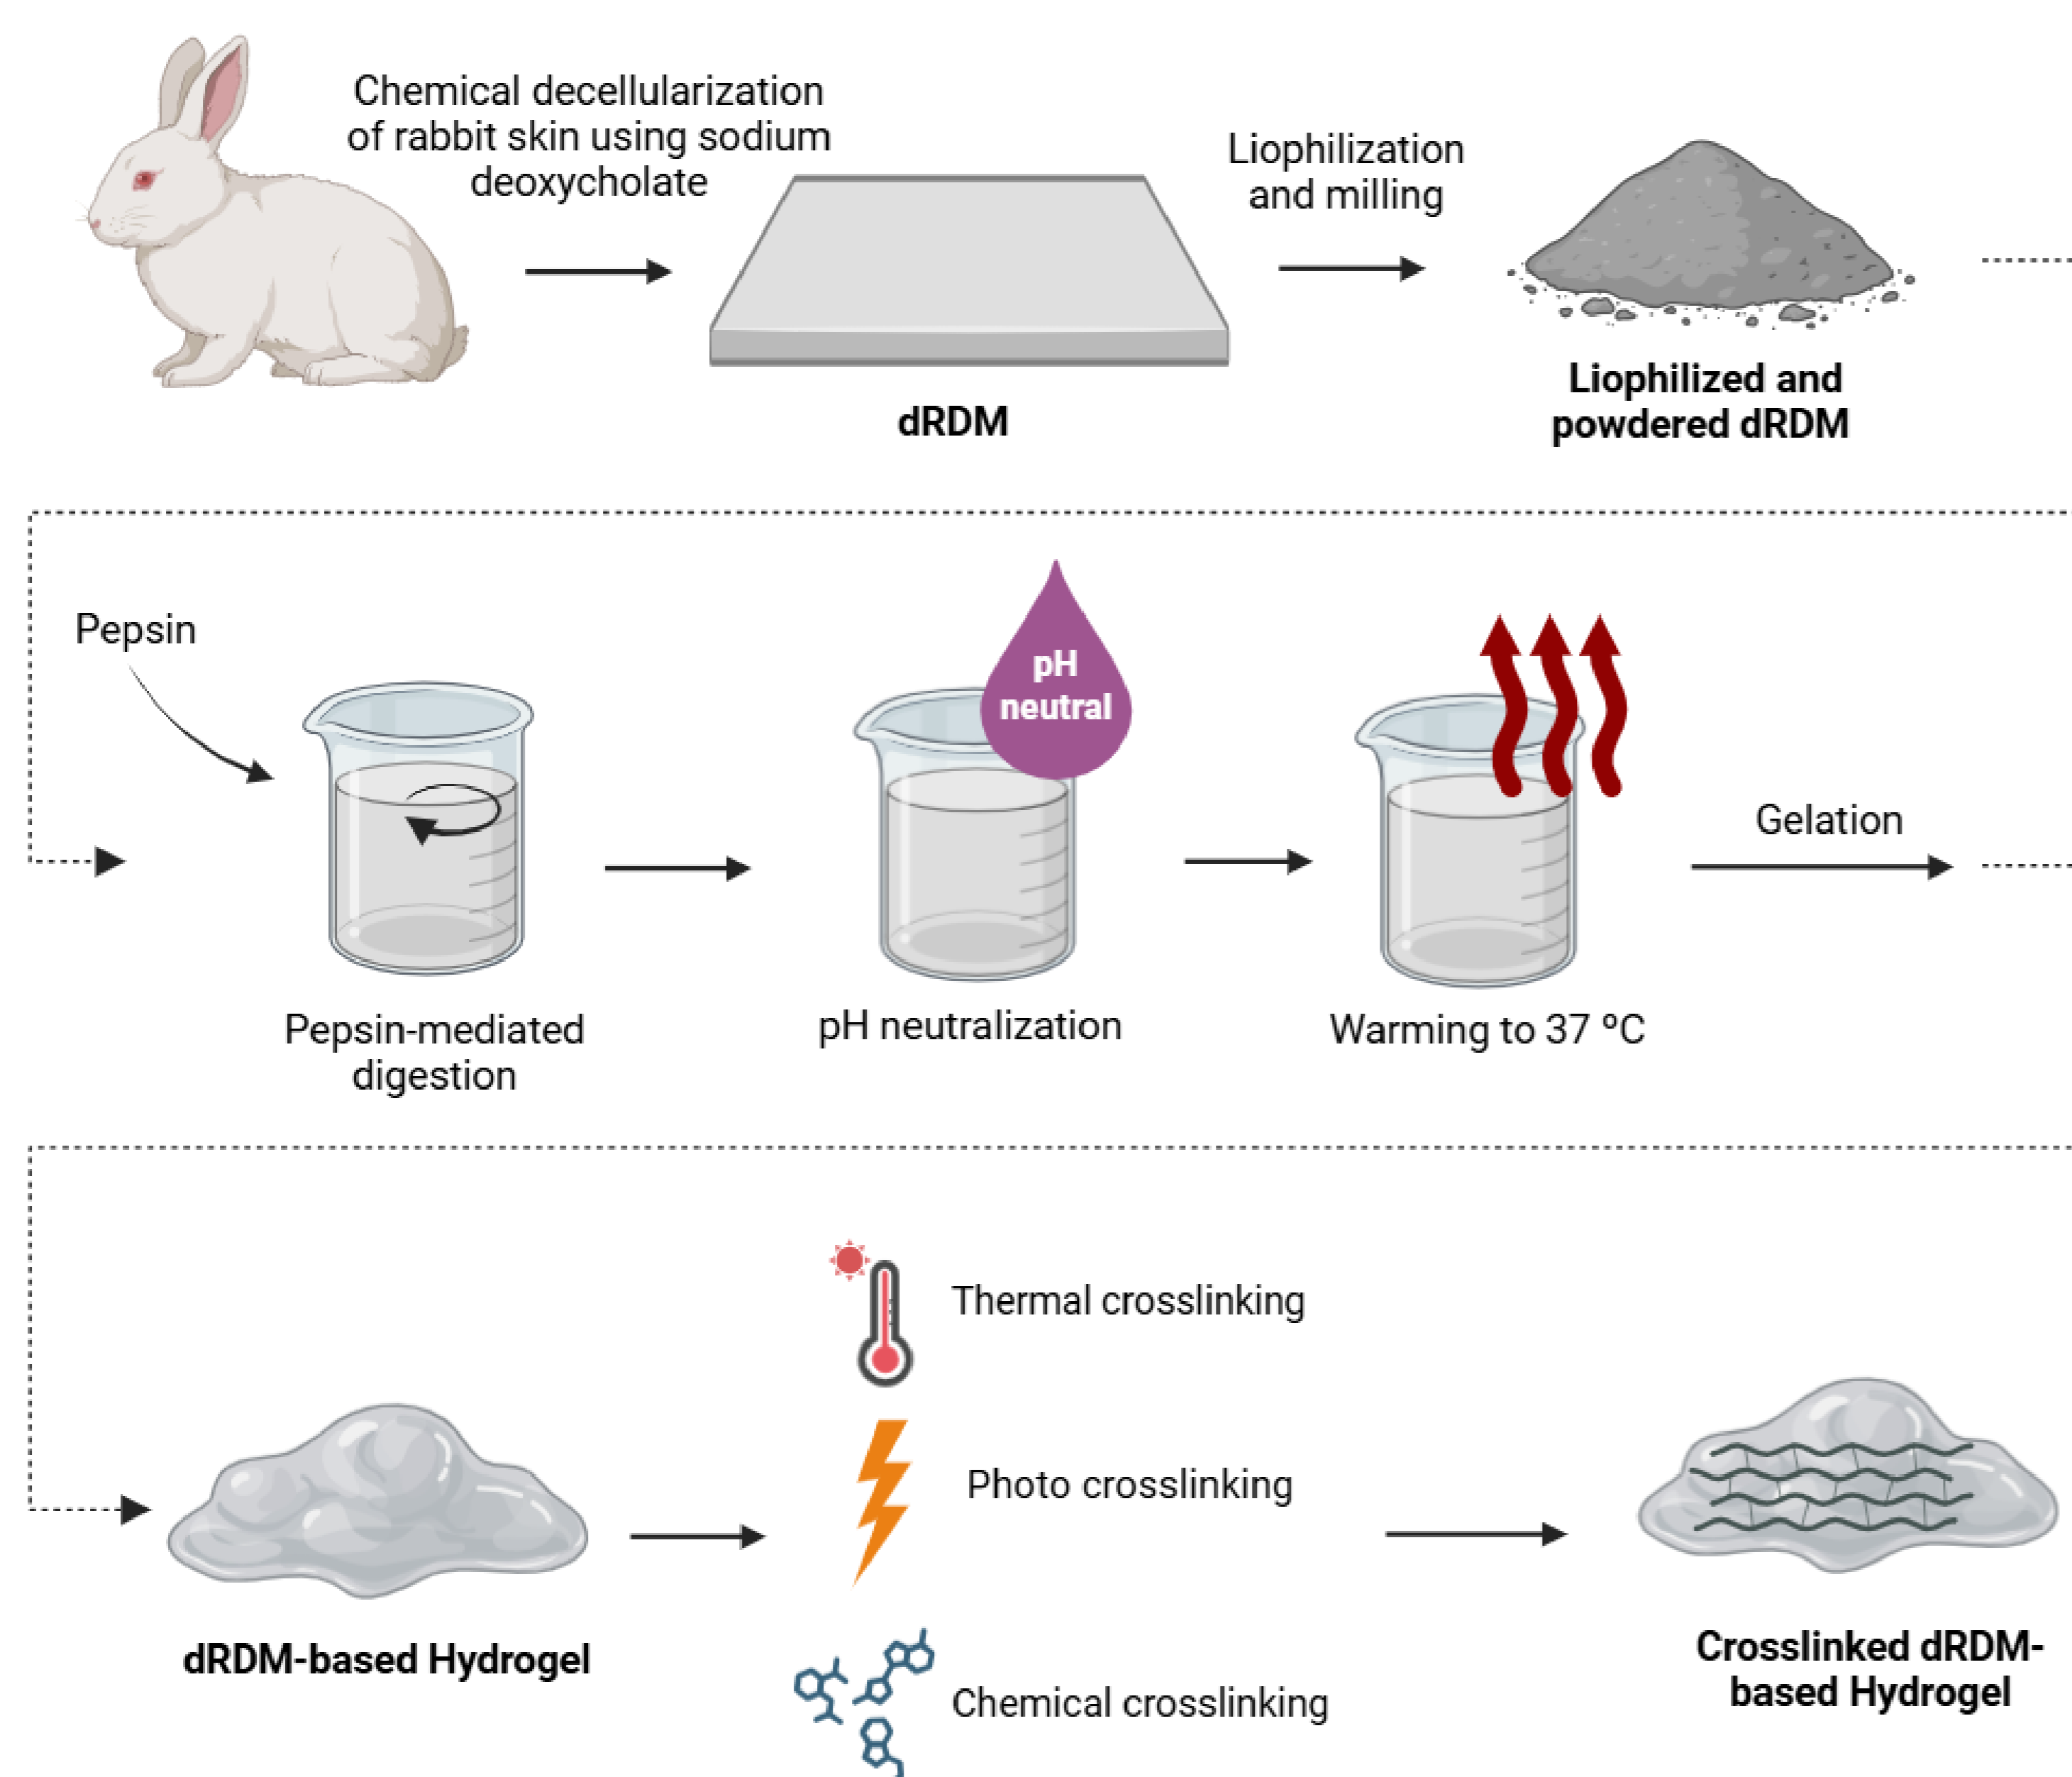 Chemical decellularization
of rabbit skin using sodium
deoxycholate
Liophilization
and milling
dRDM
Liophilized and
powdered dRDM
Pepsin
pH
neutral
Gelation
Pepsin-mediated
digestion
pH neutralization
Warming to 37 ºC
Thermal crosslinking
Photo crosslinking
Chemical crosslinking
dRDM-based Hydrogel
Crosslinked dRDM-
based Hydrogel